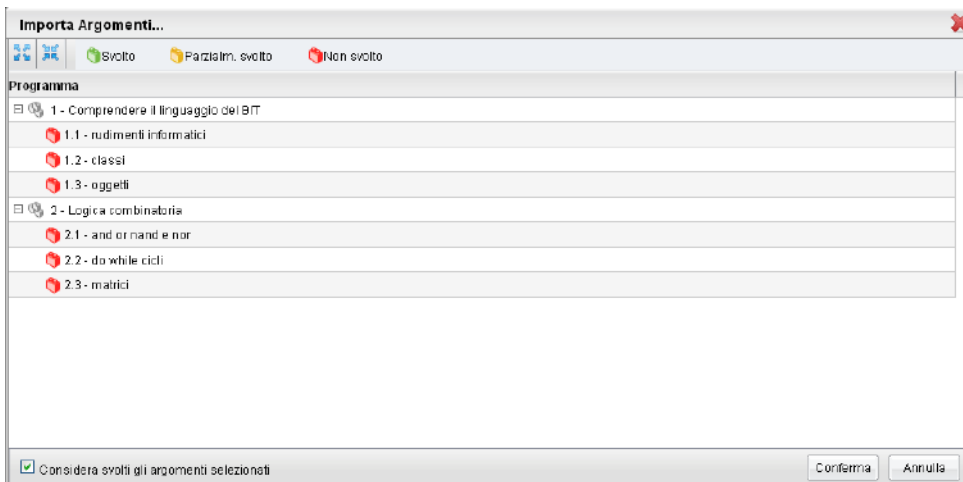 Importa Argomenti...
Svolto Parzialm. svolto Non svolto
Programma
1 - Comprendere il linguaggio del BIT
1.1 - rudimenti informatici
1.2 - classi
1.3 - oggetti
2 - Logica combinatoria
2.1 - and or nand e nor
2.2 - do while cicli
2.3 - matrici
Considera svolti gli argomenti selezionati Conferma Annulla